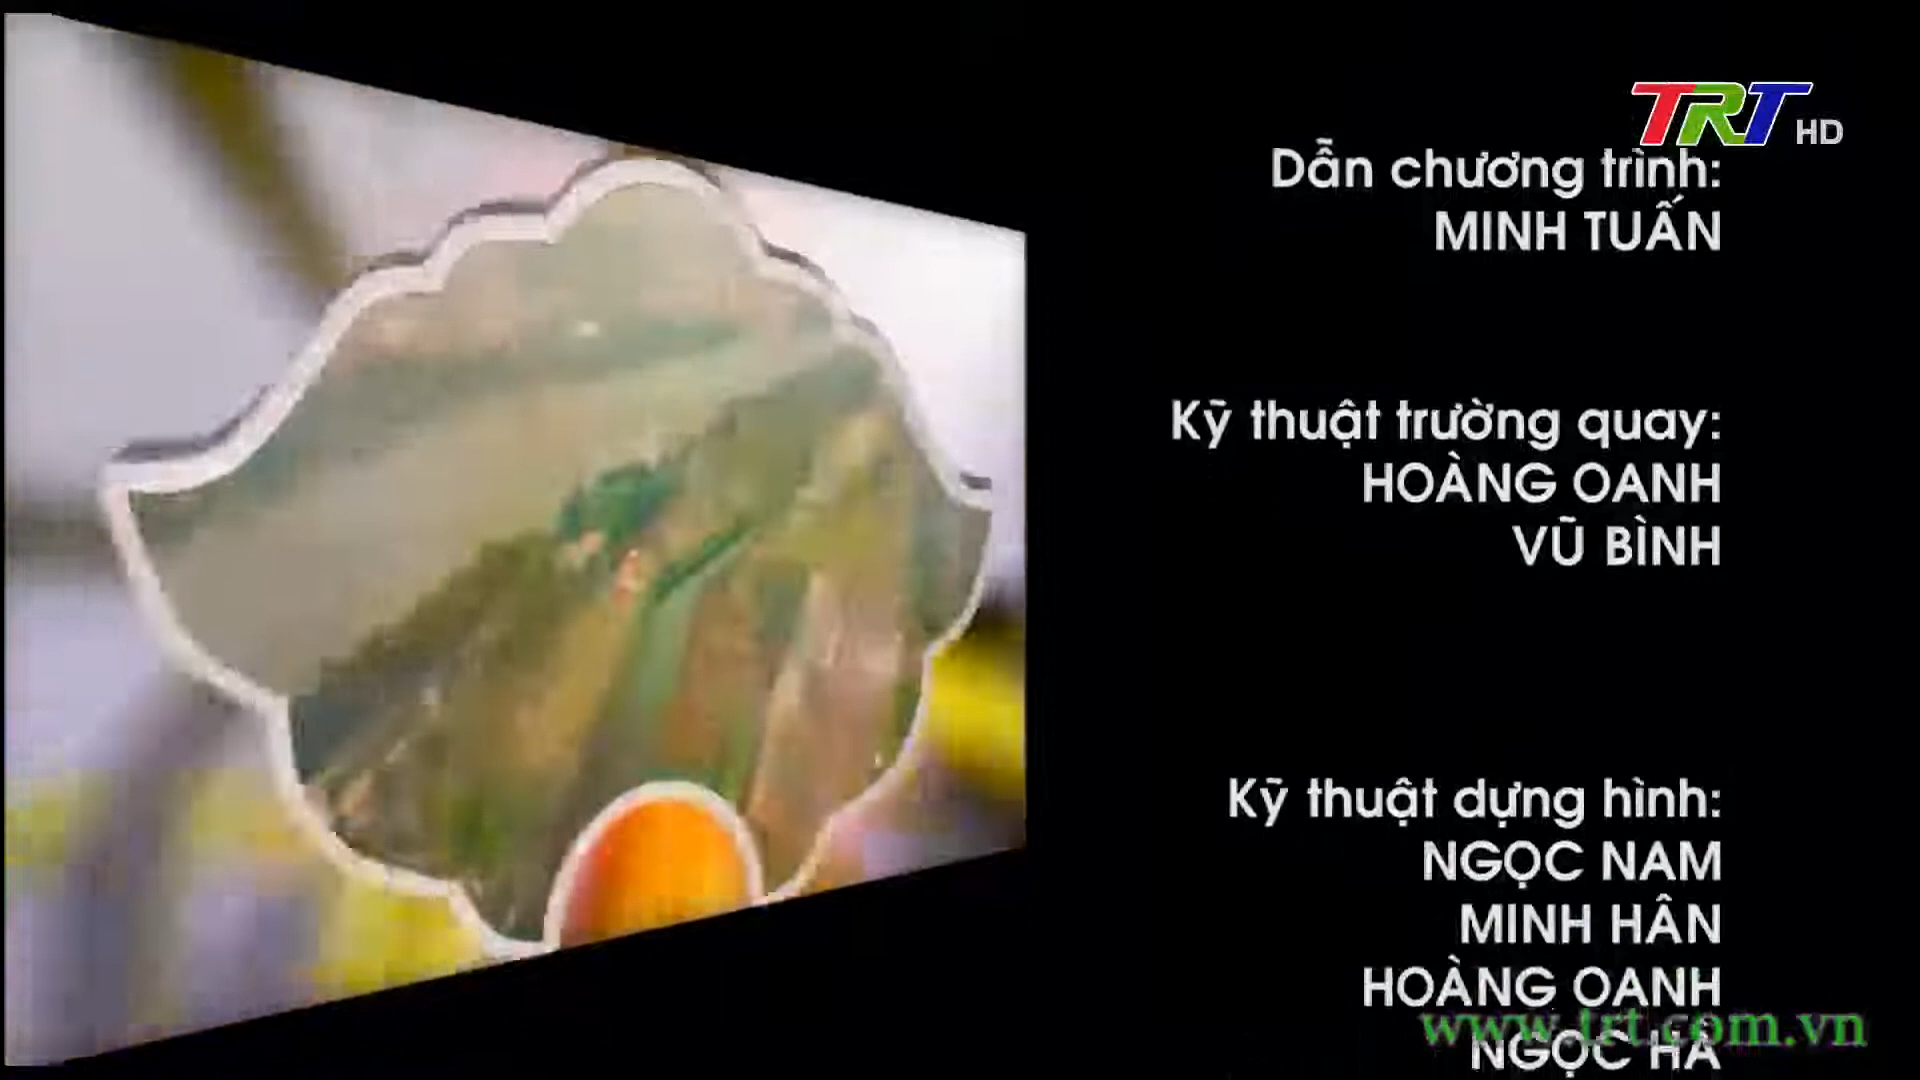 TRT HD
Dẫn chương trình:
MINH TUẤN
Kỹ thuật trường quay:
HOÀNG OANH
VŨ BÌNH
Kỹ thuật dựng hình:
NGỌC NAM
MINH HÂN
HOÀNG OANH
www.trt.com.vn
NGỌC HÀ